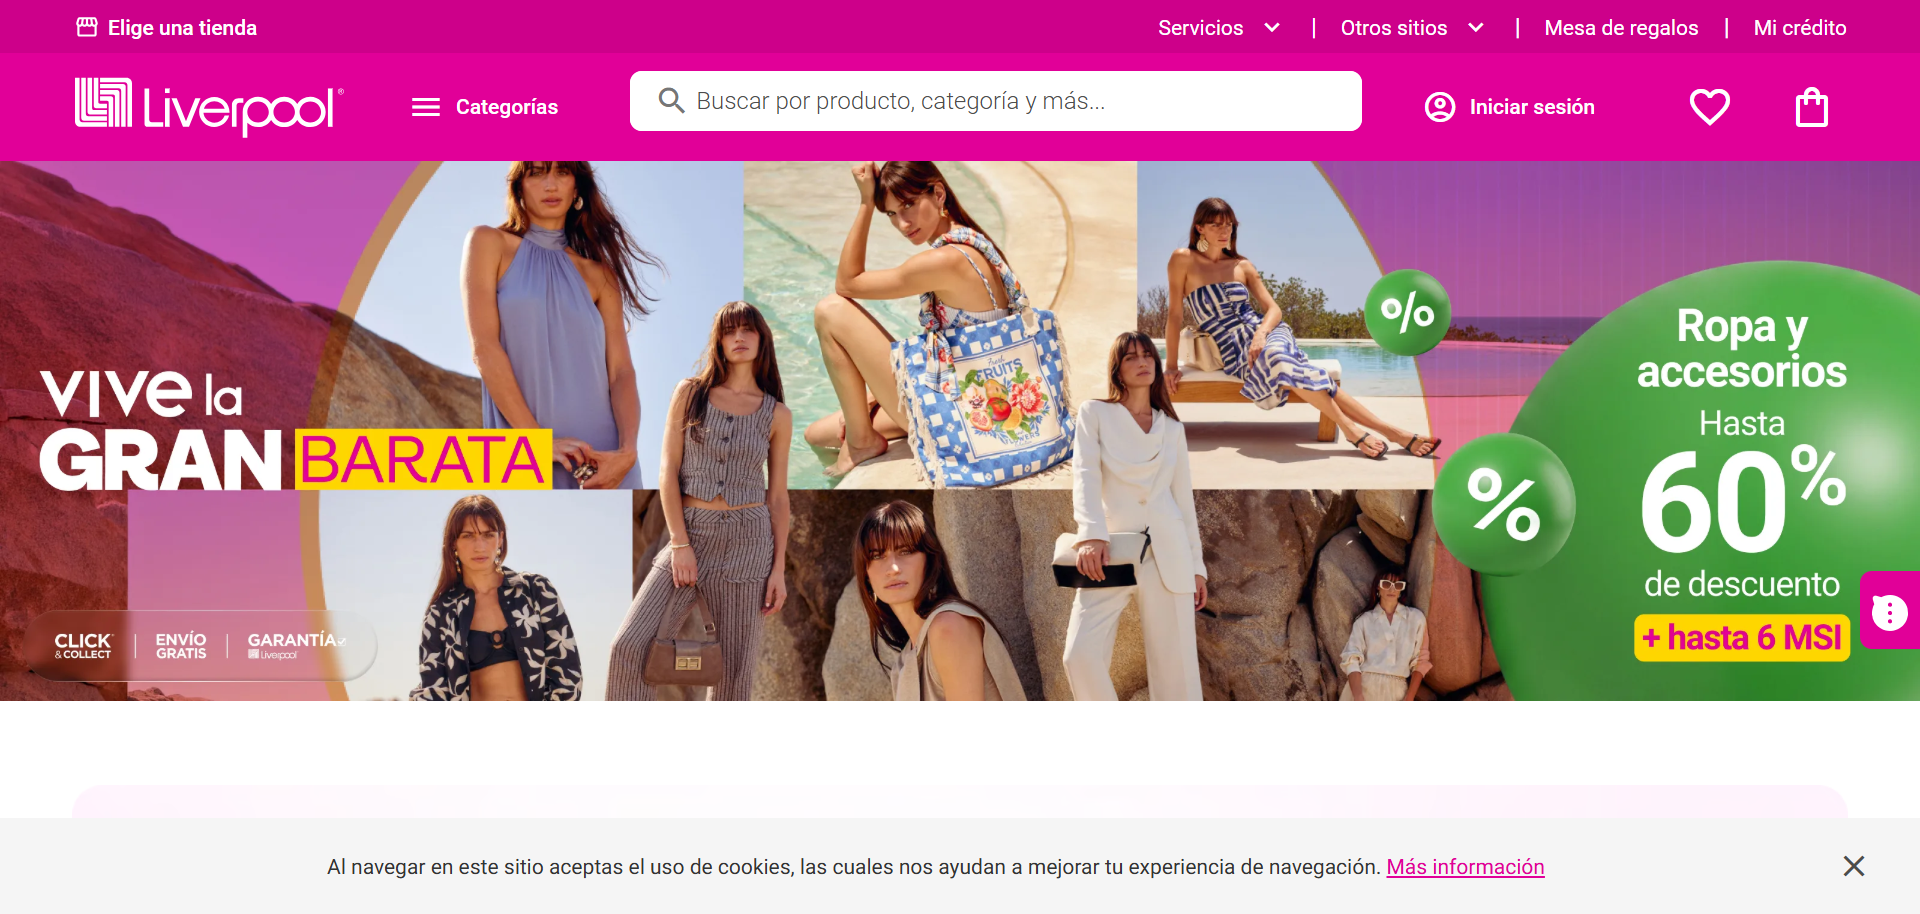 Elige una tienda
Servicios | Otros sitios | Mesa de regalos | Mi crédito
Liverpool®
Categorías
Buscar por producto, categoría y más...
Iniciar sesión
VIVE la
GRAN BARATA
Fresh
FRUITS
%
%
Ropa y
accesorios
Hasta
60%
de descuento
+ hasta 6 MSI
CLICK & COLLECT | ENVÍO GRATIS | GARANTÍA Liverpool
Al navegar en este sitio aceptas el uso de cookies, las cuales nos ayudan a mejorar tu experiencia de navegación. Más información